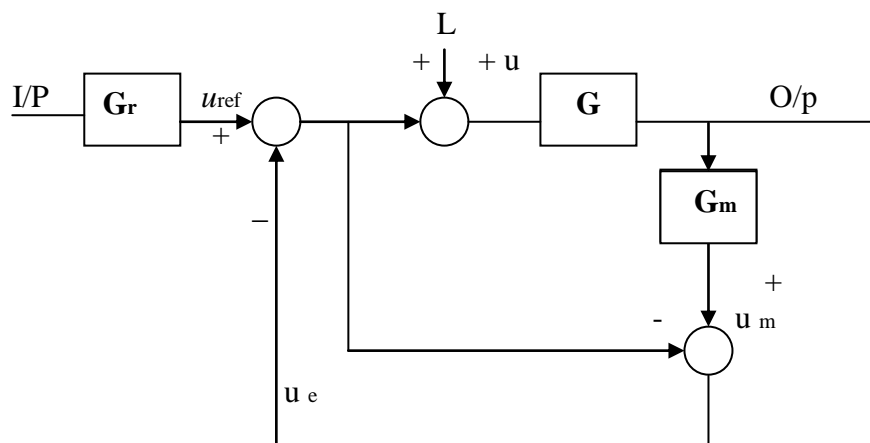 L
+ + u
I/P Gr uref G O/p
+
– Gm
+
- u m
u e